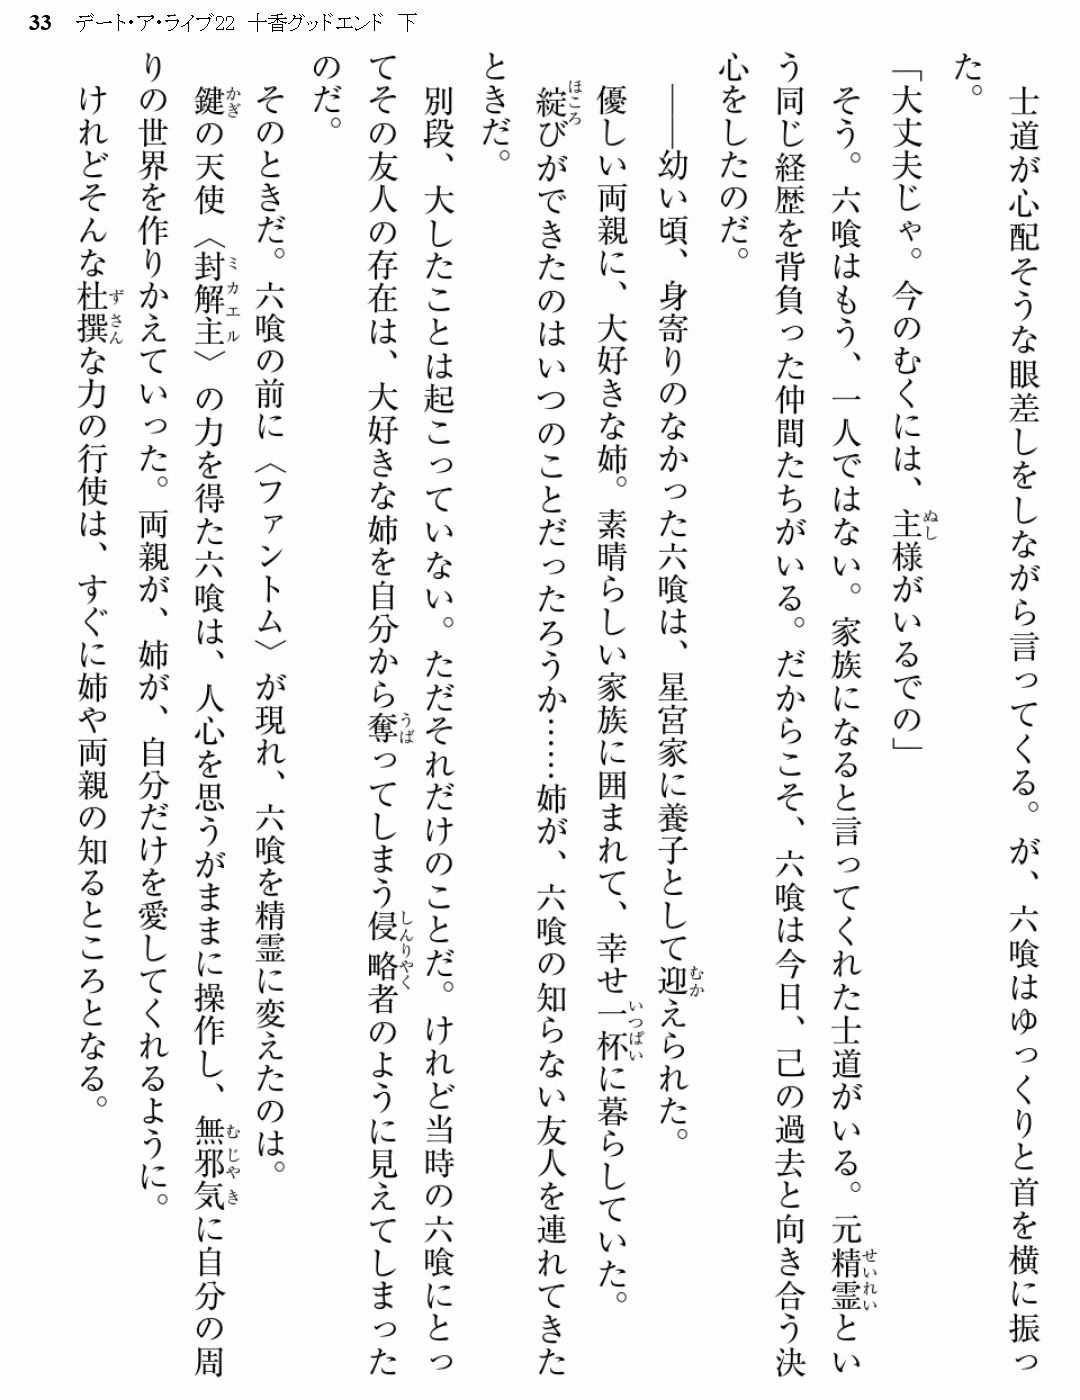 33 デート・ア・ライブ22 十香グッドエンド 下
士道が心配そうな眼差しをしながら言ってくる。が、六喰はゆっくりと首を横に振っ
た。
「大丈夫じゃ。今のむくには、主様がいるでの」
そう。六喰はもう、一人ではない。家族になると言ってくれた士道がいる。元精霊とい
う同じ経歴を背負った仲間たちがいる。だからこそ、六喰は今日、己の過去と向き合う決
心をしたのだ。
――幼い頃、身寄りのなかった六喰は、星宮家に養子として迎えられた。
優しい両親に、大好きな姉。素晴らしい家族に囲まれて、幸せ一杯に暮らしていた。
綻びができたのはいつのことだったろうか……姉が、六喰の知らない友人を連れてきた
ときだ。
別段、大したことは起こっていない。ただそれだけのことだ。けれど当時の六喰にとっ
てその友人の存在は、大好きな姉を自分から奪ってしまう侵略者のように見えてしまった
のだ。
そのときだ。六喰の前に〈ファントム〉が現れ、六喰を精霊に変えたのは。
鍵の天使〈封解主〉の力を得た六喰は、人心を思うがままに操作し、無邪気に自分の周
りの世界を作りかえていった。両親が、姉が、自分だけを愛してくれるように。
けれどそんな杜撰な力の行使は、すぐに姉や両親の知るところとなる。